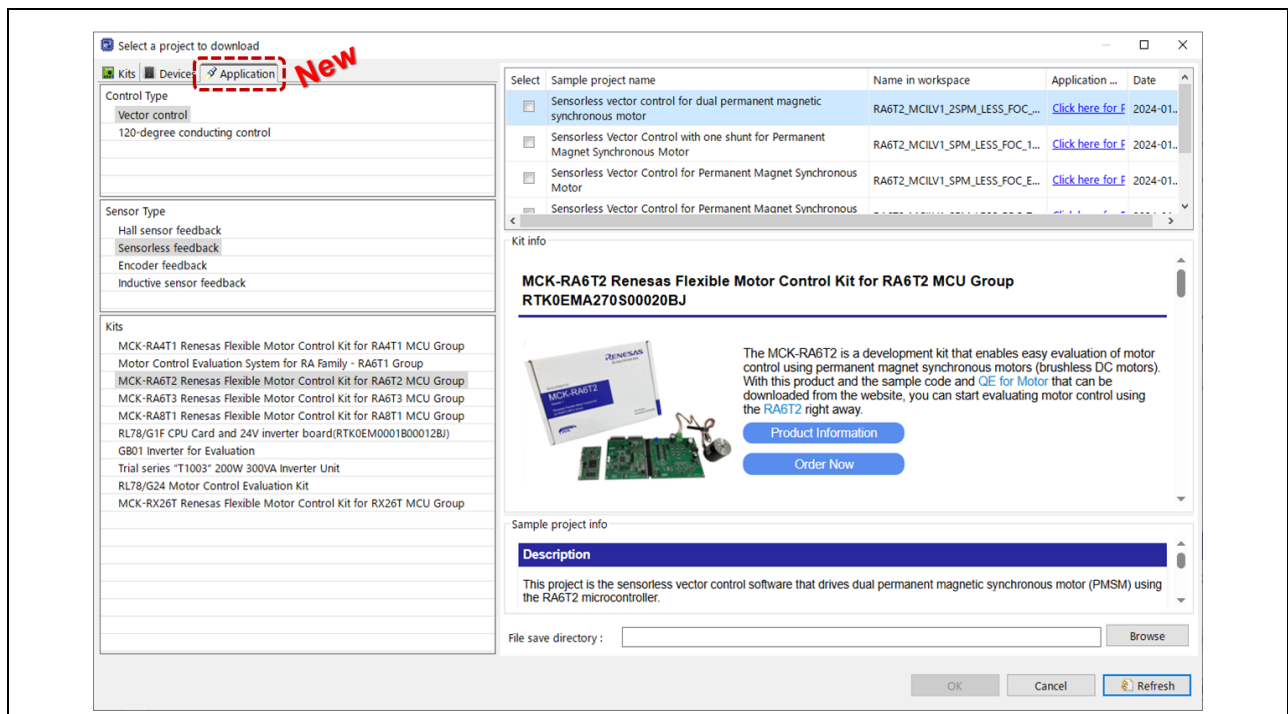 Select a project to download
Kits Devices Application New
Control Type
Vector control
120-degree conducting control
Sensor Type
Hall sensor feedback
Sensorless feedback
Encoder feedback
Inductive sensor feedback
Kits
MCK-RA4T1 Renesas Flexible Motor Control Kit for RA4T1 MCU Group
Motor Control Evaluation System for RA Family - RA6T1 Group
MCK-RA6T2 Renesas Flexible Motor Control Kit for RA6T2 MCU Group
MCK-RA6T3 Renesas Flexible Motor Control Kit for RA6T3 MCU Group
MCK-RA8T1 Renesas Flexible Motor Control Kit for RA8T1 MCU Group
RL78/G1F CPU Card and 24V inverter board(RTK0EM0001B00012BJ)
GB01 Inverter for Evaluation
Trial series "T1003" 200W 300VA Inverter Unit
RL78/G24 Motor Control Evaluation Kit
MCK-RX26T Renesas Flexible Motor Control Kit for RX26T MCU Group
Select Sample project name Name in workspace Application ... Date
Sensorless vector control for dual permanent magnetic
synchronous motor
RA6T2_MCILV1_2SPM_LESS_FOC_... Click here for F 2024-01..
Sensorless Vector Control with one shunt for Permanent
Magnet Synchronous Motor
RA6T2_MCILV1_SPM_LESS_FOC_1... Click here for F 2024-01..
Sensorless Vector Control for Permanent Magnet Synchronous
Motor
RA6T2_MCILV1_SPM_LESS_FOC_E... Click here for F 2024-01..
Sensorless Vector Control for Permanent Magnet Synchronous
Kit info
MCK-RA6T2 Renesas Flexible Motor Control Kit for RA6T2 MCU Group
RTK0EMA270S00020BJ
RENESAS
MCK-RA6T2
The MCK-RA6T2 is a development kit that enables easy evaluation of motor
control using permanent magnet synchronous motors (brushless DC motors).
With this product and the sample code and QE for Motor that can be
downloaded from the website, you can start evaluating motor control using
the RA6T2 right away.
Product Information
Order Now
Sample project info
Description
This project is the sensorless vector control software that drives dual permanent magnetic synchronous motor (PMSM) using
the RA6T2 microcontroller.
File save directory :
Browse
OK Cancel Refresh